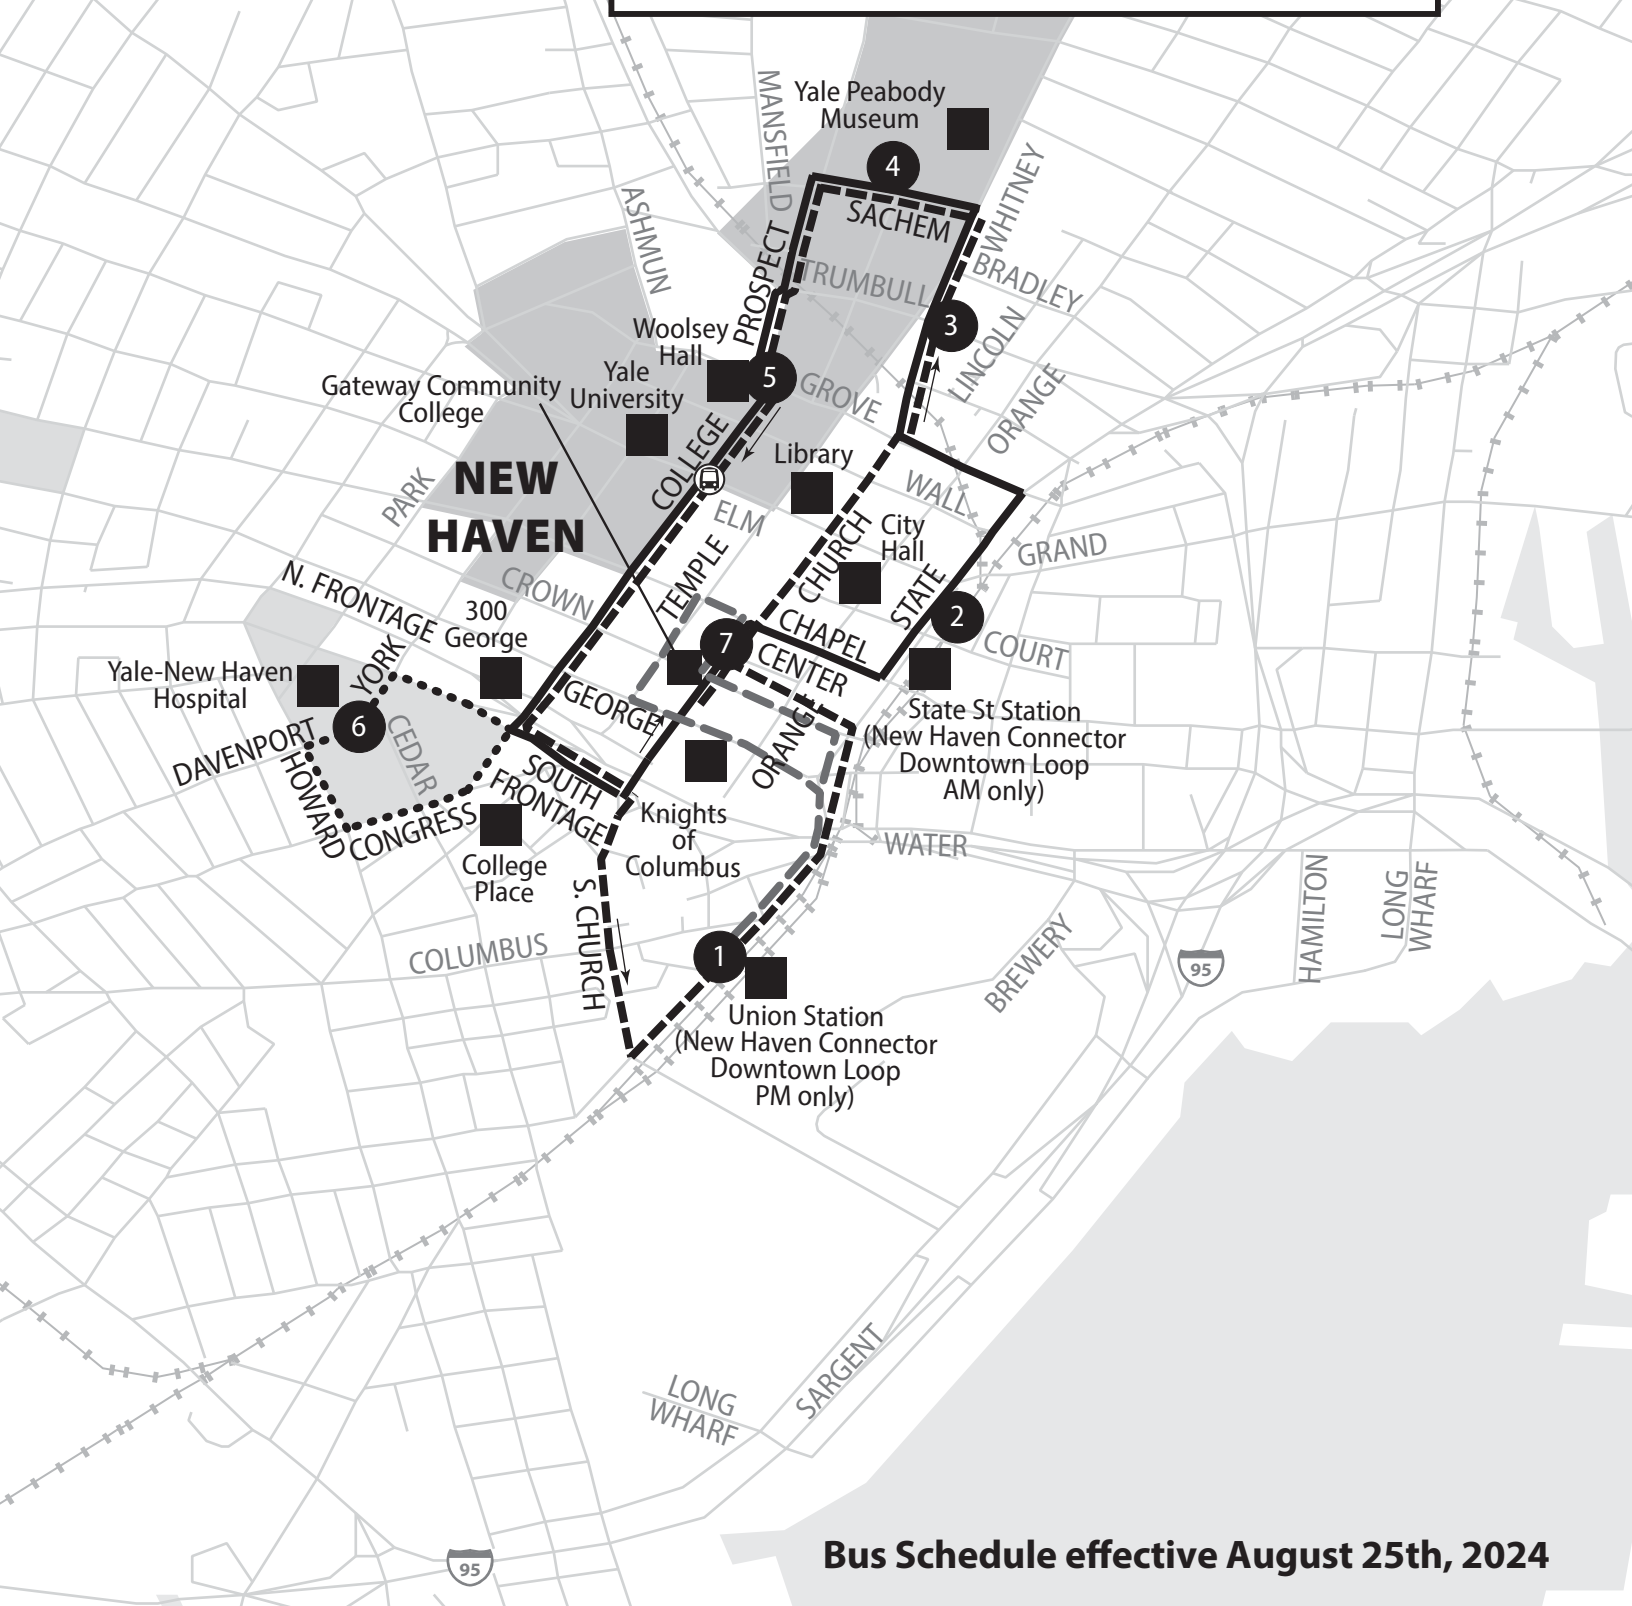 Yale Peabody
Museum
MANSFIELD
4
SACHEM
WHITNEY
ASHMUN
PROSPECT
TRUMBULL
BRADLEY
3
LINCOLN
Woolsey
Hall
5
Yale
University
GROVE
ORANGE
Gateway Community
College
COLLEGE
Library
NEW
HAVEN
PARK
WALL
ELM
City
Hall
GRAND
CHURCH
TEMPLE
STATE
CROWN
N. FRONTAGE
300
George
2
CHAPEL
COURT
7
CENTER
YORK
Yale-New Haven
Hospital
GEORGE
6
CEDAR
DAVENPORT
ORANGE
State St Station
(New Haven Connector
Downtown Loop
AM only)
HOWARD
SOUTH
FRONTAGE
CONGRESS
Knights
of
Columbus
WATER
College
Place
S. CHURCH
HAMILTON
LONG
WHARF
COLUMBUS
1
BREWERY
95
Union Station
(New Haven Connector
Downtown Loop
PM only)
SARGENT
LONG
WHARF
95
Bus Schedule effective August 25th, 2024